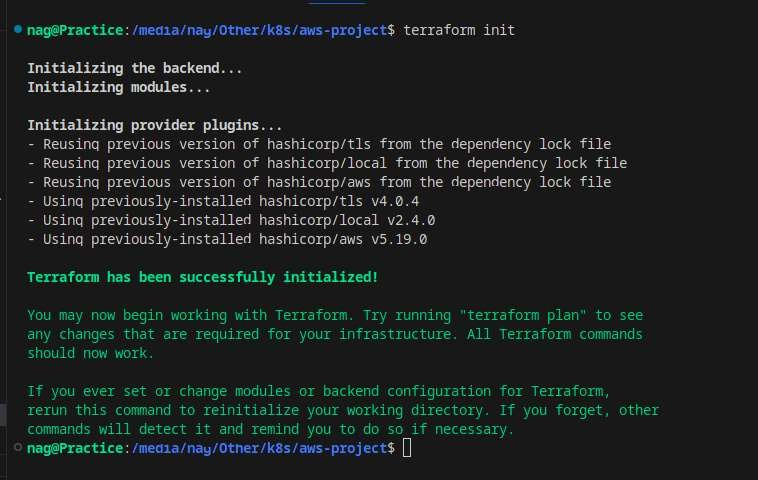 nag@Practice:/media/nag/Other/k8s/aws-project$ terraform init
Initializing the backend...
Initializing modules...
Initializing provider plugins...
- Reusing previous version of hashicorp/tls from the dependency lock file
- Reusing previous version of hashicorp/local from the dependency lock file
- Reusing previous version of hashicorp/aws from the dependency lock file
- Using previously-installed hashicorp/tls v4.0.4
- Using previously-installed hashicorp/local v2.4.0
- Using previously-installed hashicorp/aws v5.19.0
Terraform has been successfully initialized!
You may now begin working with Terraform. Try running "terraform plan" to see
any changes that are required for your infrastructure. All Terraform commands
should now work.
If you ever set or change modules or backend configuration for Terraform,
rerun this command to reinitialize your working directory. If you forget, other
commands will detect it and remind you to do so if necessary.
nag@Practice:/media/nag/Other/k8s/aws-project$